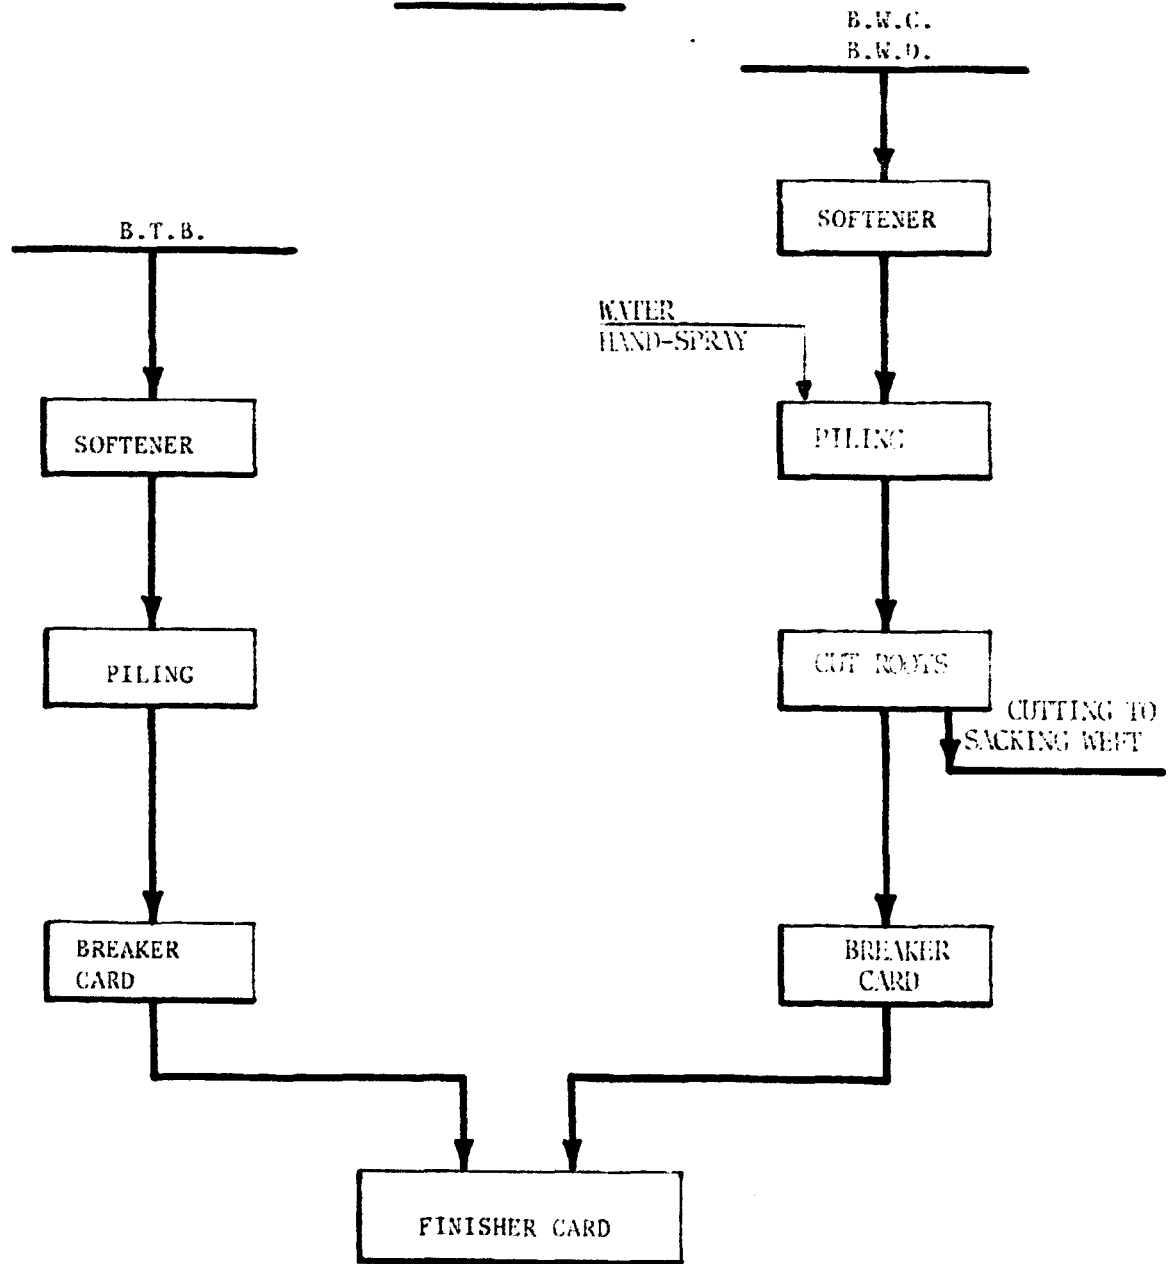 B.W.C.
B.W.D.
SOFTENER
B.T.B.
WATER
HAND-SPRAY
SOFTENER
PILING
PILING
CUT ROOTS
CUTTING TO
SACKING WEFT
BREAKER
CARD
BREAKER
CARD
FINISHER CARD